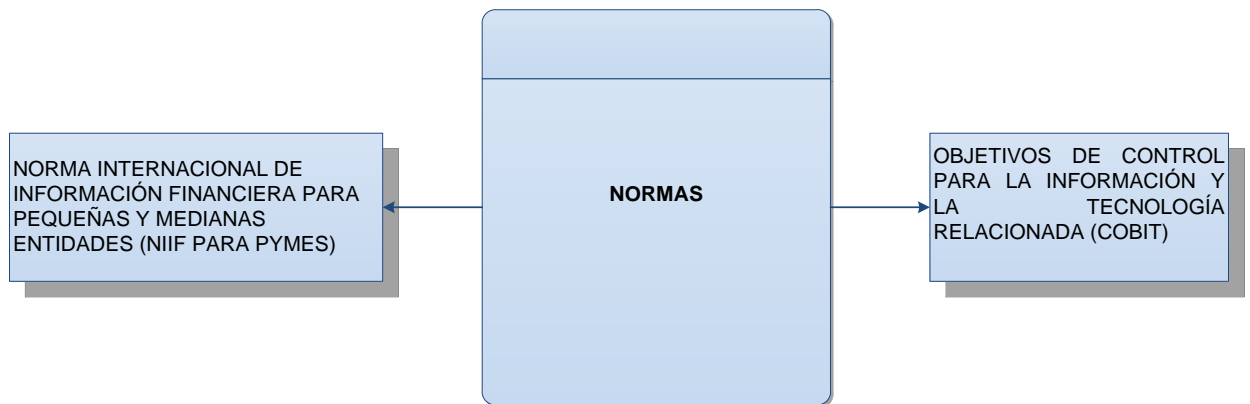 NORMA INTERNACIONAL DE
INFORMACIÓN FINANCIERA PARA
PEQUEÑAS Y MEDIANAS
ENTIDADES (NIIF PARA PYMES)
NORMAS
OBJETIVOS DE CONTROL
PARA LA INFORMACIÓN Y
LA TECNOLOGÍA
RELACIONADA (COBIT)